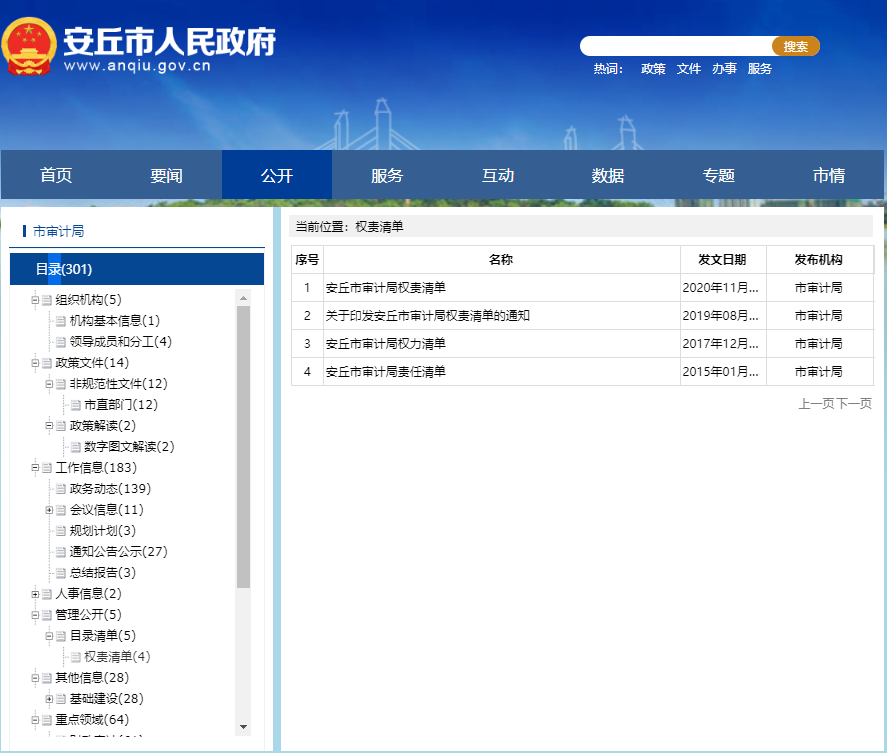 安丘市人民政府
www.anqiu.gov.cn
搜索
热词： 政策 文件 办事 服务
首页 要闻 公开 服务 互动 数据 专题 市情
市审计局
目录(301)
组织机构(5)
机构基本信息(1)
领导成员和分工(4)
政策文件(14)
非规范性文件(12)
市直部门(12)
政策解读(2)
数字图文解读(2)
工作信息(183)
政务动态(139)
会议信息(11)
规划计划(3)
通知公告公示(27)
总结报告(3)
人事信息(2)
管理公开(5)
目录清单(5)
权责清单(4)
其他信息(28)
基础建设(28)
重点领域(64)
当前位置：权责清单
序号 名称 发文日期 发布机构
1 安丘市审计局权责清单 2020年11月... 市审计局
2 关于印发安丘市审计局权责清单的通知 2019年08月... 市审计局
3 安丘市审计局权力清单 2017年12月... 市审计局
4 安丘市审计局责任清单 2015年01月... 市审计局
上一页下一页